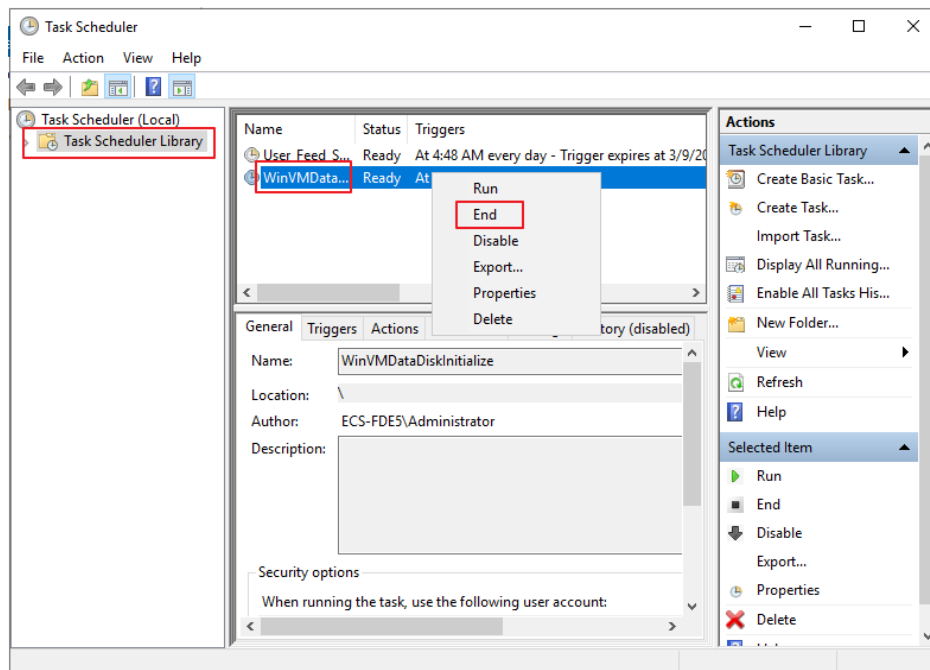 Task Scheduler
File Action View Help
Task Scheduler (Local)
Task Scheduler Library
Name Status Triggers
User_Feed_S... Ready At 4:48 AM every day - Trigger expires at 3/9/20
WinVMData... Ready At
Run
End
Disable
Export...
Properties
Delete
General Triggers Actions tory (disabled)
Name: WinVMDataDiskInitialize
Location: \
Author: ECS-FDE5\Administrator
Description:
Security options
When running the task, use the following user account:
Actions
Task Scheduler Library
Create Basic Task...
Create Task...
Import Task...
Display All Running...
Enable All Tasks His...
New Folder...
View
Refresh
Help
Selected Item
Run
End
Disable
Export...
Properties
Delete